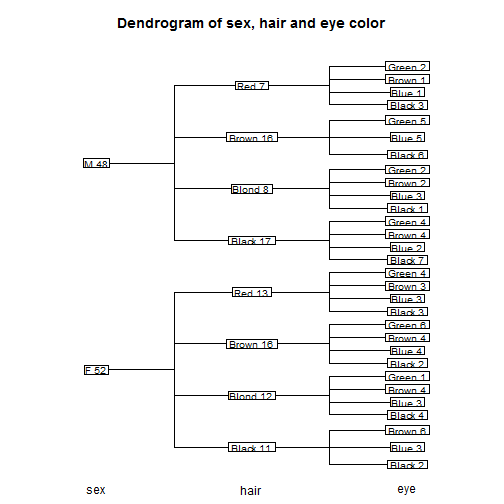 Dendrogram of sex, hair and eye color
Green 2
Brown 1
Red 7
Blue 1
Black 3
Green 5
Brown 16
Blue 5
Black 6
M 48
Green 2
Brown 2
Blond 8
Blue 3
Black 1
Green 4
Brown 4
Black 17
Blue 2
Black 7
Green 4
Brown 3
Red 13
Blue 3
Black 3
Green 6
Brown 4
Brown 16
Blue 4
Black 2
F 52
Green 1
Brown 4
Blond 12
Blue 3
Black 4
Brown 6
Black 11
Blue 3
Black 2
sex hair eye